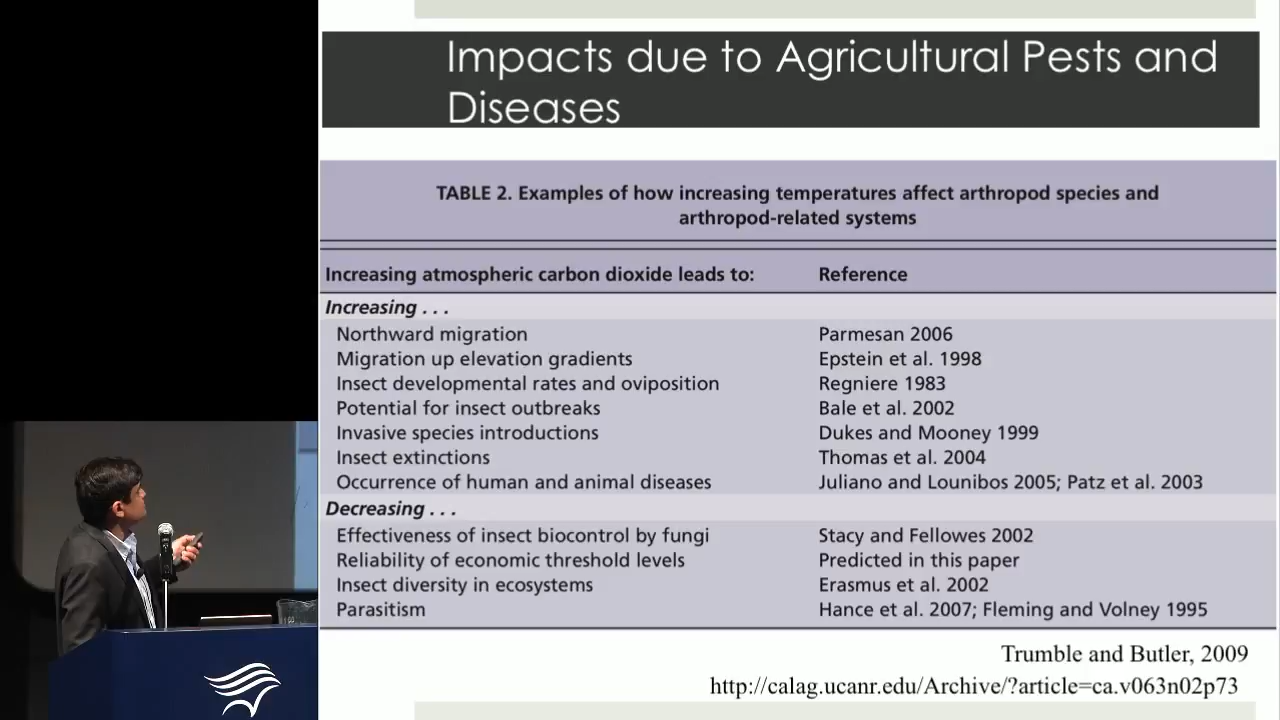 Impacts due to Agricultural Pests and
Diseases
TABLE 2. Examples of how increasing temperatures affect arthropod species and
arthropod-related systems
Increasing atmospheric carbon dioxide leads to: Reference
Increasing . . .
Northward migration Parmesan 2006
Migration up elevation gradients Epstein et al. 1998
Insect developmental rates and oviposition Regniere 1983
Potential for insect outbreaks Bale et al. 2002
Invasive species introductions Dukes and Mooney 1999
Insect extinctions Thomas et al. 2004
Occurrence of human and animal diseases Juliano and Lounibos 2005; Patz et al. 2003
Decreasing . . .
Effectiveness of insect biocontrol by fungi Stacy and Fellowes 2002
Reliability of economic threshold levels Predicted in this paper
Insect diversity in ecosystems Erasmus et al. 2002
Parasitism Hance et al. 2007; Fleming and Volney 1995
Trumble and Butler, 2009
http://calag.ucanr.edu/Archive/?article=ca.v063n02p73